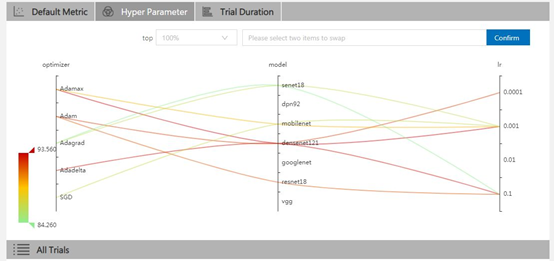 Default Metric Hyper Parameter Trial Duration
top 100% Please select two items to swap Confirm
optimizer model lr
Adamax senet18 0.0001
Adam dpn92
mobilenet 0.001
Adagrad densenet121
93.560 googlenet 0.01
Adadelta resnet18
SGD vgg 0.1
84.260
All Trials